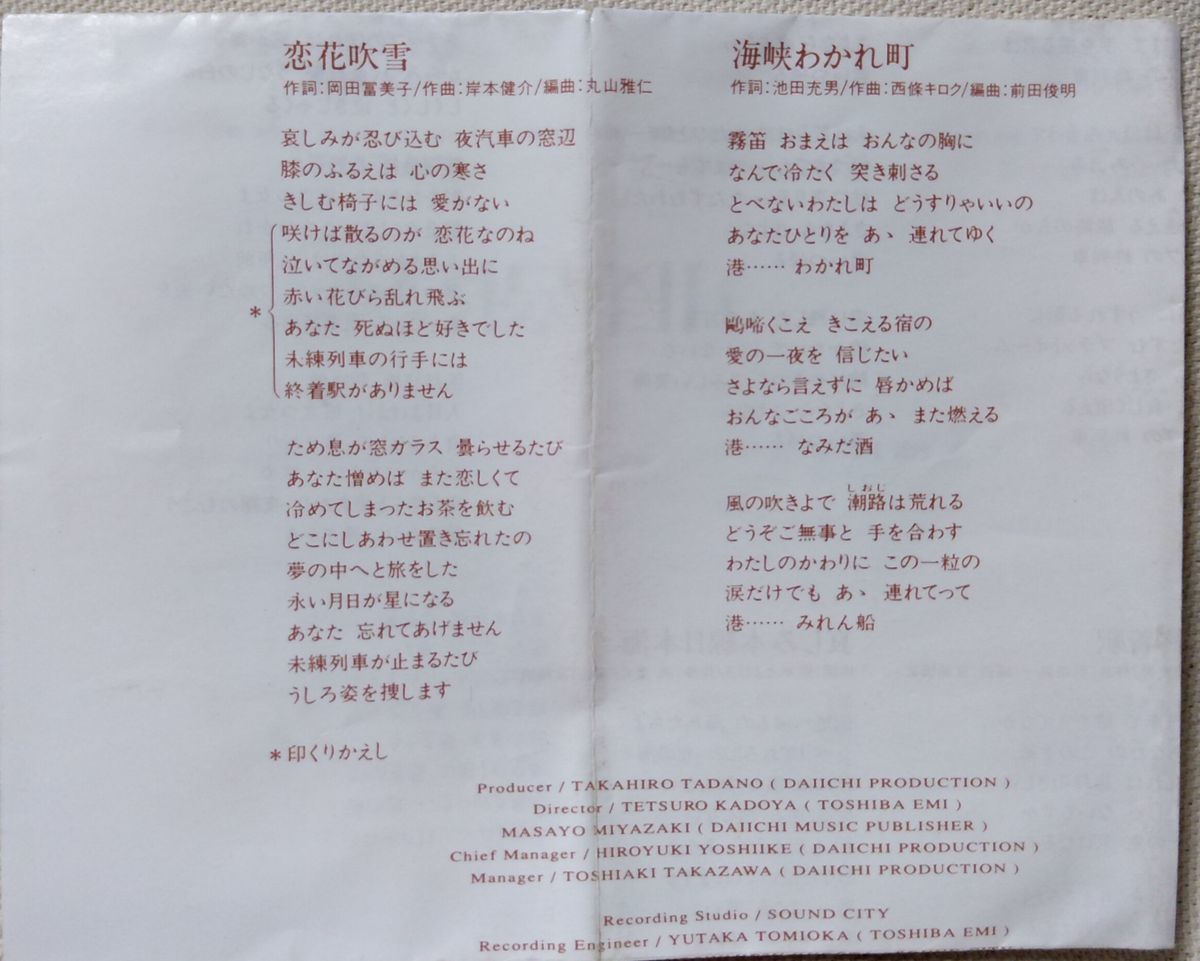 恋花吹雪
作詞：岡田冨美子/作曲：岸本健介/編曲：丸山雅仁
哀しみが忍び込む 夜汽車の窓辺
膝のふるえは 心の寒さ
きしむ椅子には 愛がない
咲けば散るのが 恋花なのね
泣いてながめる思い出に
赤い花びら乱れ飛ぶ
＊
あなた 死ぬほど好きでした
未練列車の行手には
終着駅がありません
ため息が窓ガラス 曇らせるたび
あなた憎めば また恋しくて
冷めてしまったお茶を飲む
どこにしあわせ置き忘れたの
夢の中へと旅をした
永い月日が星になる
あなた 忘れてあげません
未練列車が止まるたび
うしろ姿を捜します
＊印くりかえし
海峡わかれ町
作詞：池田充男/作曲：西條キロク/編曲：前田俊明
霧笛 おまえは おんなの胸に
なんで冷たく 突き刺さる
とべないわたしは どうすりゃいいの
あなたひとりを あゝ 連れてゆく
港…… わかれ町
鷗啼くこえ きこえる宿の
愛の一夜を 信じたい
さよなら言えずに 唇かめば
おんなごころが あゝ また燃える
港…… なみだ酒
風の吹きよで 潮路は荒れる
しおじ
どうぞご無事と 手を合わす
わたしのかわりに この一粒の
涙だけでも あゝ 連れてって
港…… みれん船
Producer / TAKAHIRO TADANO ( DAIICHI PRODUCTION )
Director / TETSURO KADOYA ( TOSHIBA EMI )
MASAYO MIYAZAKI ( DAIICHI MUSIC PUBLISHER )
Chief Manager / HIROYUKI YOSHIIKE ( DAIICHI PRODUCTION )
Manager / TOSHIAKI TAKAZAWA ( DAIICHI PRODUCTION )
Recording Studio / SOUND CITY
Recording Engineer / YUTAKA TOMIOKA ( TOSHIBA EMI )